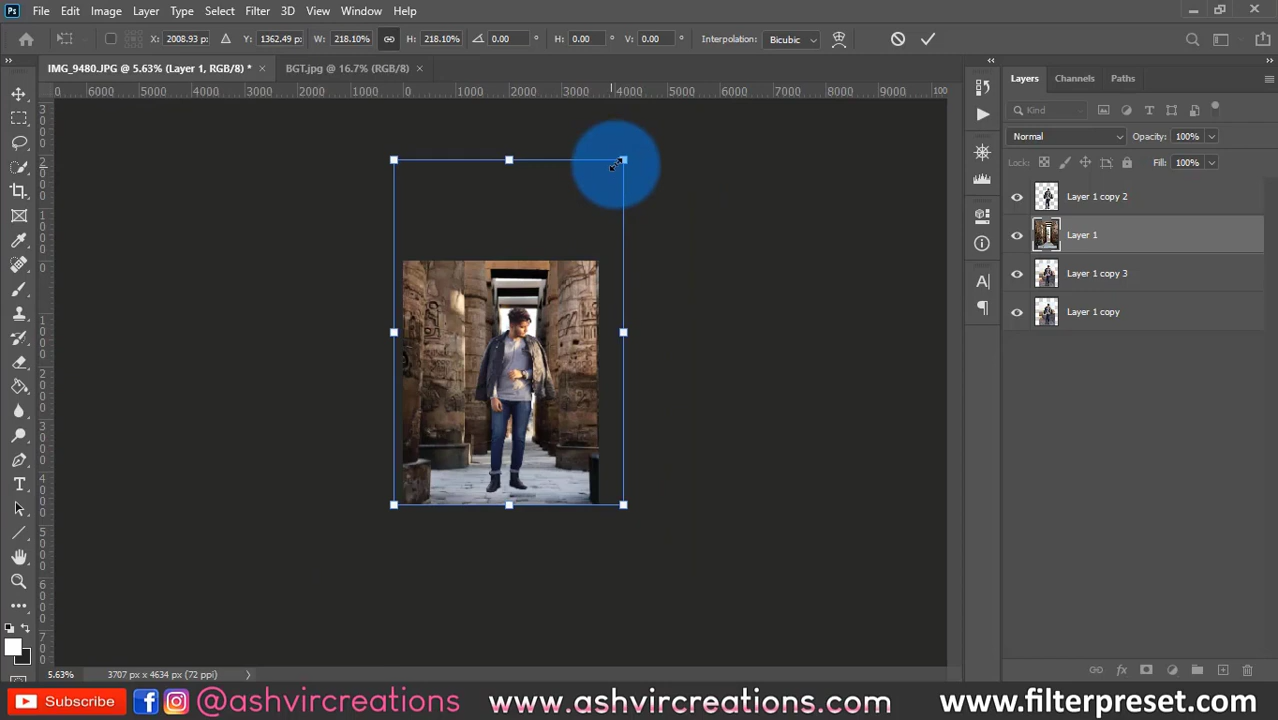 Ps File Edit Image Layer Type Select Filter 3D View Window Help
X: 2008.93 px Y: 1362.49 px W: 218.10% H: 218.10% 0.00 ° H: 0.00 ° V: 0.00 ° Interpolation: Bicubic
IMG_9480.JPG @ 5.63% (Layer 1, RGB/8) * × BGT.jpg @ 16.7% (RGB/8) ×
0 6000 5000 4000 3000 2000 1000 0 1000 2000 3000 4000 5000 6000 7000 8000 9000 100
Layers Channels Paths
Kind
Normal Opacity: 100%
Lock: Fill: 100%
Layer 1 copy 2
Layer 1
Layer 1 copy 3
Layer 1 copy
5.63% 3707 px x 4634 px (72 ppi)
Subscribe @ashvircreations www.ashvircreations.com www.filterpreset.com